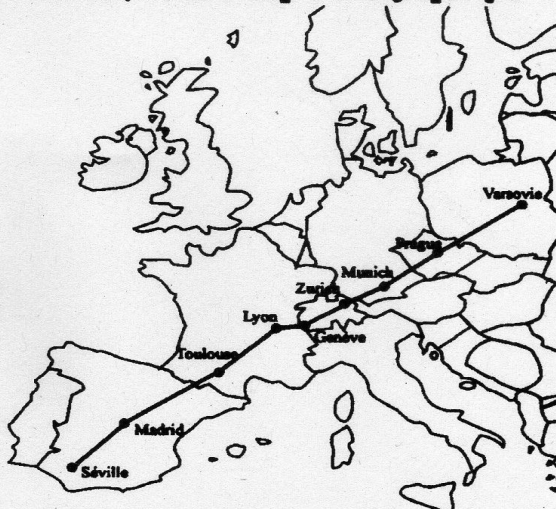 Varsovie
Prague
Munich
Zurich
Lyon
Genève
Toulouse
Madrid
Séville